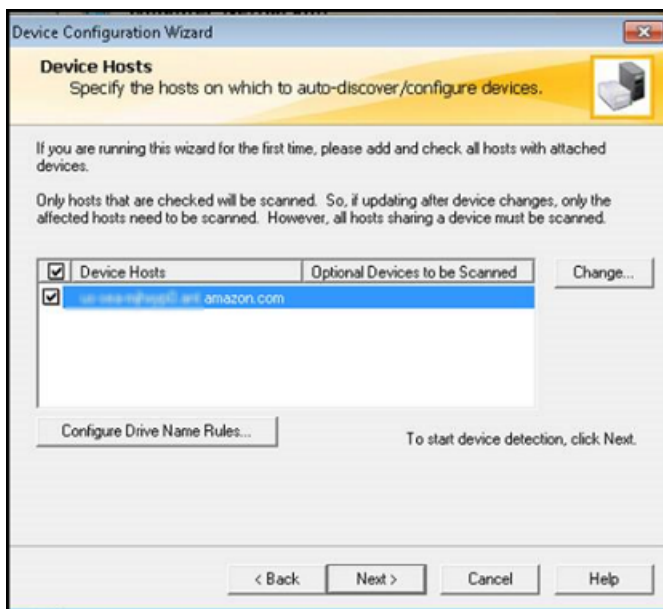 Device Configuration Wizard
Device Hosts
Specify the hosts on which to auto-discover/configure devices.
If you are running this wizard for the first time, please add and check all hosts with attached
devices.
Only hosts that are checked will be scanned. So, if updating after device changes, only the
affected hosts need to be scanned. However, all hosts sharing a device must be scanned.
Device Hosts Optional Devices to be Scanned Change...
amazon.com
Configure Drive Name Rules...
To start device detection, click Next.
< Back Next > Cancel Help